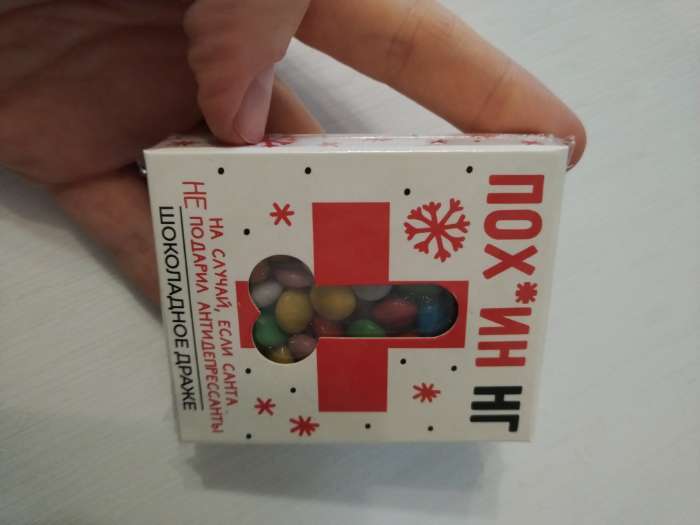 ПОХ*ИН НГ
НА СЛУЧАЙ, ЕСЛИ САНТА
НЕ ПОДАРИЛ АНТИДЕПРЕССАНТЫ
ШОКОЛАДНОЕ ДРАЖЕ